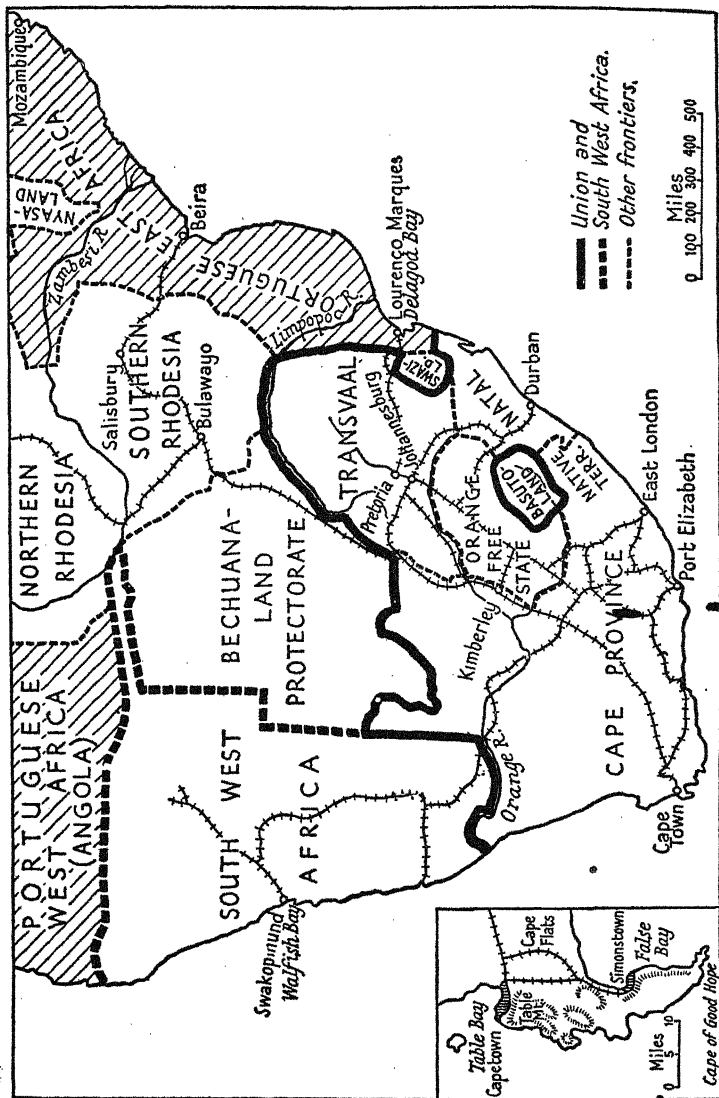 Mozambique
NYASA-
LAND
Zambesi R
PORTUGUESE EAST AFRICA
Beira
NORTHERN
RHODESIA
Salisbury
SOUTHERN
RHODESIA
Bulawayo
Limpopo R.
PORTUGUESE
WEST AFRICA
(ANGOLA)
BECHUANA-
LAND
PROTECTORATE
SOUTH WEST
AFRICA
Swakopmund
Walfish Bay
TRANSVAAL
Pretoria
Johannesburg
Lourenço Marques
Delagoa Bay
SWAZI-
LD.
ORANGE
FREE
STATE
NATAL
Durban
BASUTO-
LAND
NATIVE
TERR.
Kimberley
Orange R.
CAPE PROVINCE
East London
Port Elizabeth
Cape
Town
Union and
South West Africa.
Other frontiers.
Miles
0 100 200 300 400 500
Table Bay
Capetown
Table
Mt.
Cape
Flats
Simonstown
False
Bay
Miles
5 10
Cape of Good Hope